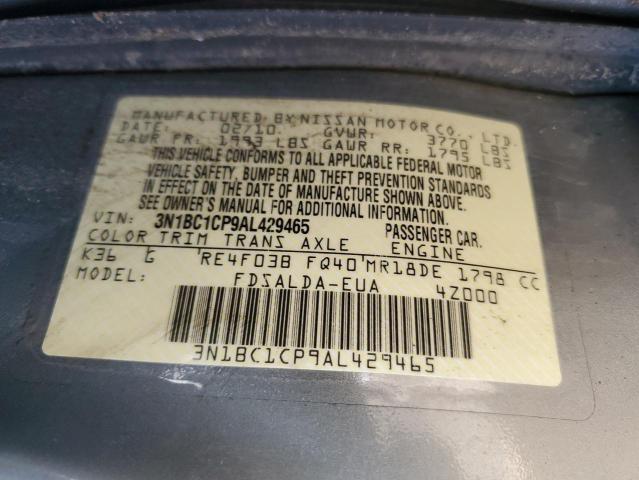 MANUFACTURED BY NISSAN MOTOR CO., LTD.
02/10 GVWR: 3770 LBS
GAWR FR: 1993 LBS GAWR RR: 1795 LBS
THIS VEHICLE CONFORMS TO ALL APPLICABLE FEDERAL MOTOR
VEHICLE SAFETY, BUMPER AND THEFT PREVENTION STANDARDS
IN EFFECT ON THE DATE OF MANUFACTURE SHOWN ABOVE.
SEE OWNER'S MANUAL FOR ADDITIONAL INFORMATION.
VIN: 3N1BC1CP9AL429465 PASSENGER CAR.
COLOR TRIM TRANS AXLE ENGINE
K36 G RE4F03B FQ40 MR18DE 1798 CC
FDSALDA-EUA 4Z000
3N1BC1CP9AL429465